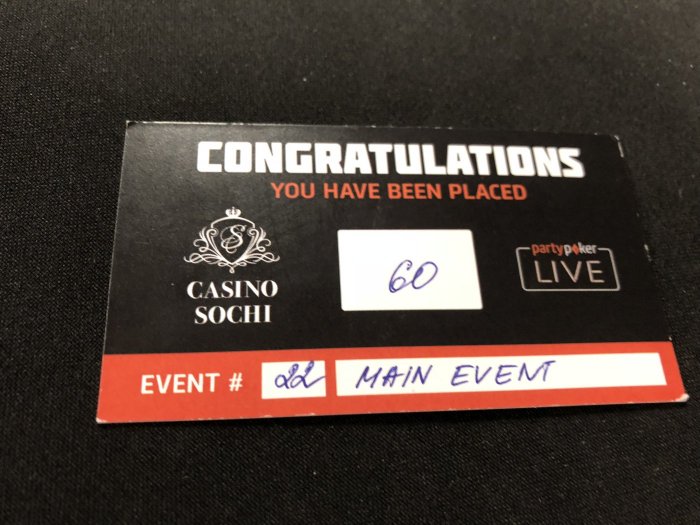 CONGRATULATIONS
YOU HAVE BEEN PLACED
S
CASINO
SOCHI
60
partypoker
LIVE
EVENT # 22 MAIN EVENT